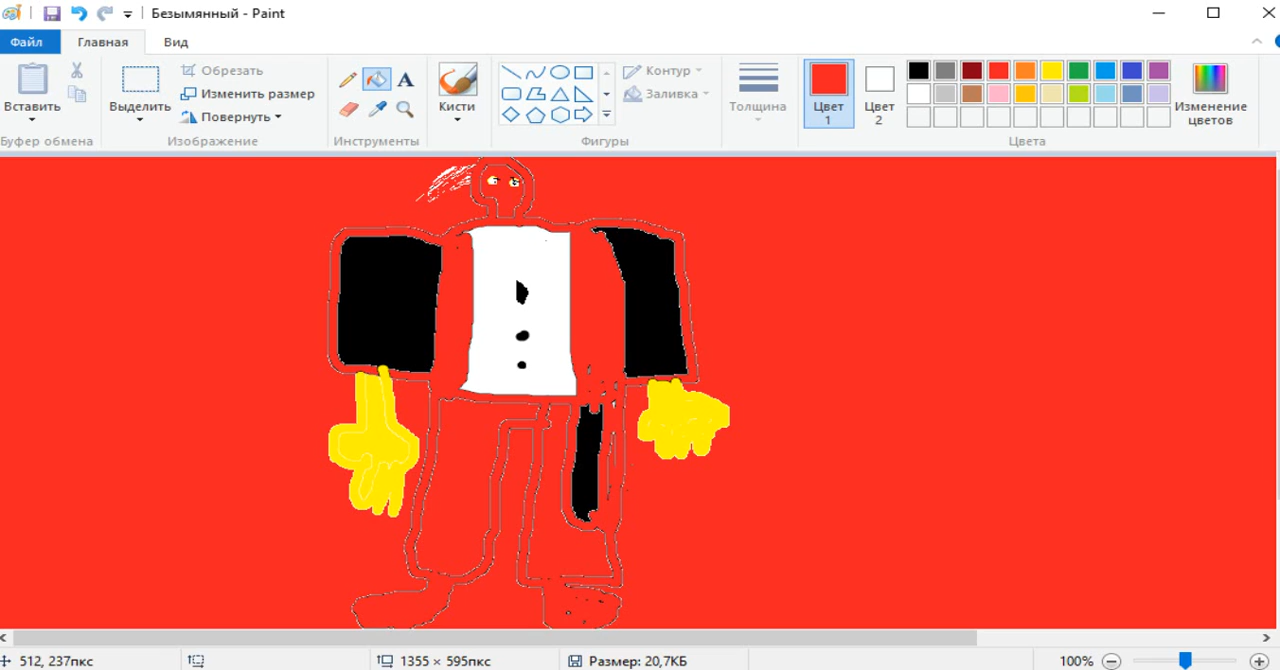 Безымянный - Paint
Файл Главная Вид
Вставить
Буфер обмена
Выделить
Обрезать
Изменить размер
Повернуть
Изображение
A
Инструменты
Кисти
Контур
Заливка
Фигуры
Толщина
Цвет
1
Цвет
2
Изменение
цветов
Цвета
512, 237пкс
1355 × 595пкс
Размер: 20,7КБ
100%